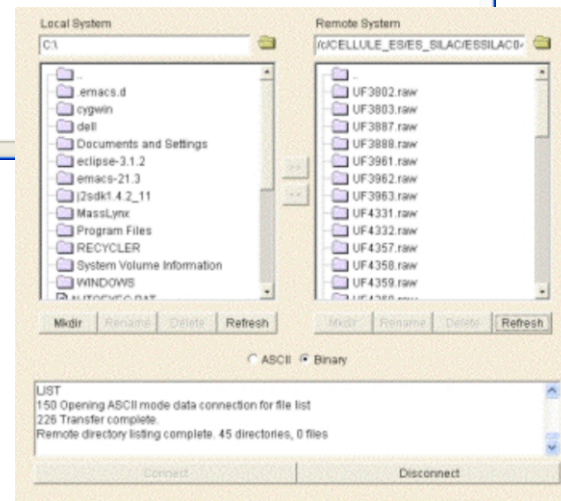 Local System
C:\
..
.emacs.d
cygwin
dell
Documents and Settings
eclipse-3.1.2
emacs-21.3
j2sdk1.4.2_11
MassLynx
Program Files
RECYCLER
System Volume Information
WINDOWS
AUTOEXEC.BAT
Mkdir Rename Delete Refresh
Remote System
/c/CELLULE_ES/ES_SILAC/ESSILAC04
..
UF3802.raw
UF3803.raw
UF3887.raw
UF3888.raw
UF3961.raw
UF3962.raw
UF3963.raw
UF4331.raw
UF4332.raw
UF4357.raw
UF4358.raw
UF4359.raw
Mkdir Rename Delete Refresh
>>
<<
ASCII Binary
LIST
150 Opening ASCII mode data connection for file list
226 Transfer complete.
Remote directory listing complete. 45 directories, 0 files
Connect Disconnect